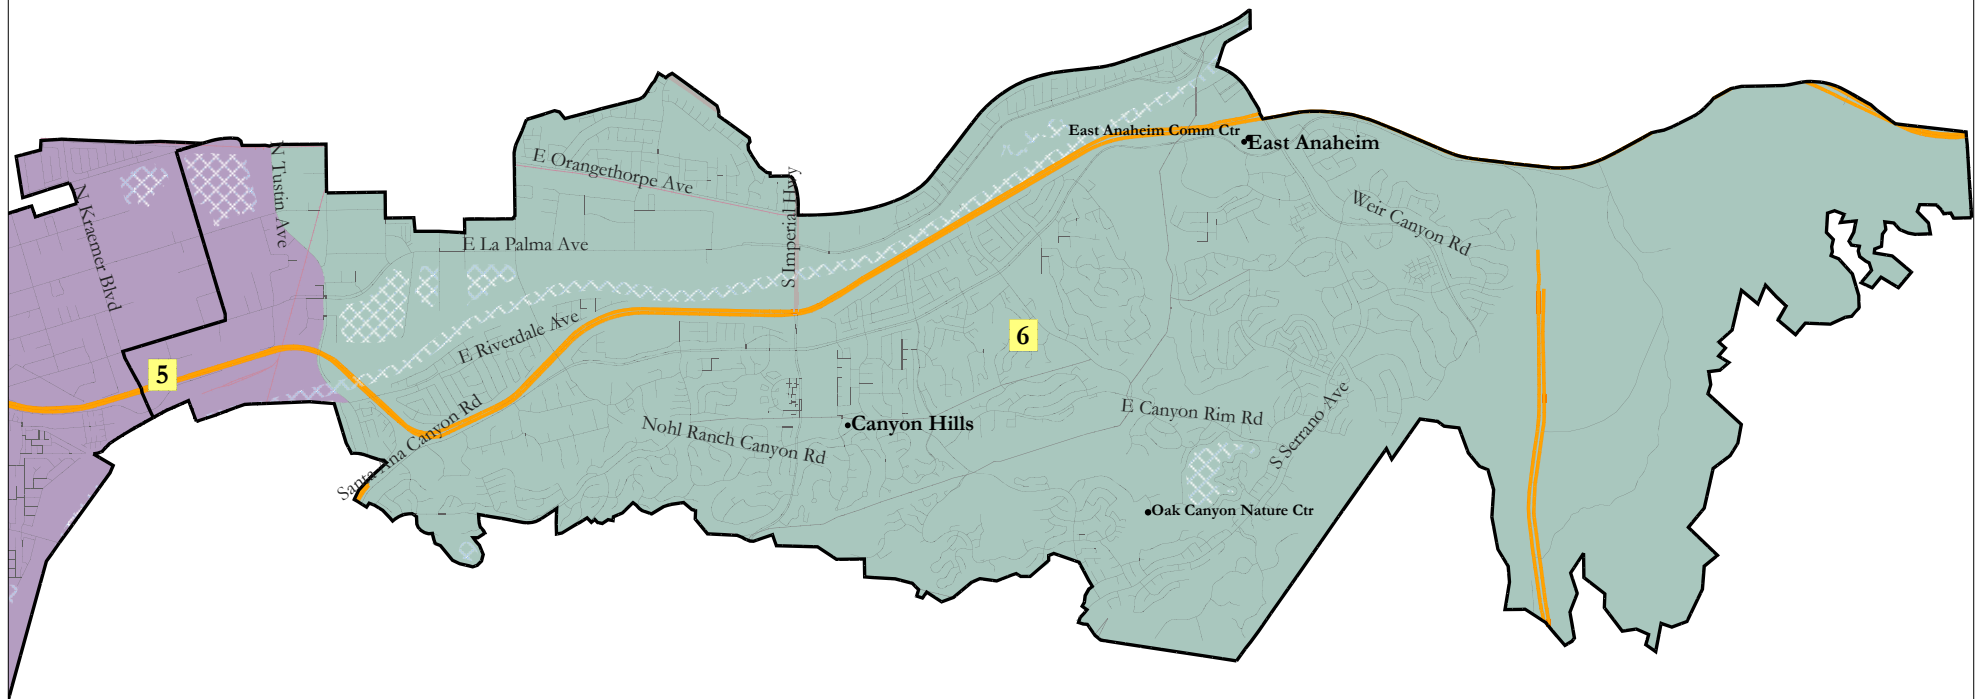 East Anaheim Comm Ctr
East Anaheim
E Orangethorpe Ave
N Tustin Ave
N Kraemer Blvd
S Imperial Hwy
Weir Canyon Rd
E La Palma Ave
E Riverdale Ave
6
5
Santa Ana Canyon Rd
Nohl Ranch Canyon Rd
Canyon Hills
E Canyon Rim Rd
S Serrano Ave
Oak Canyon Nature Ctr